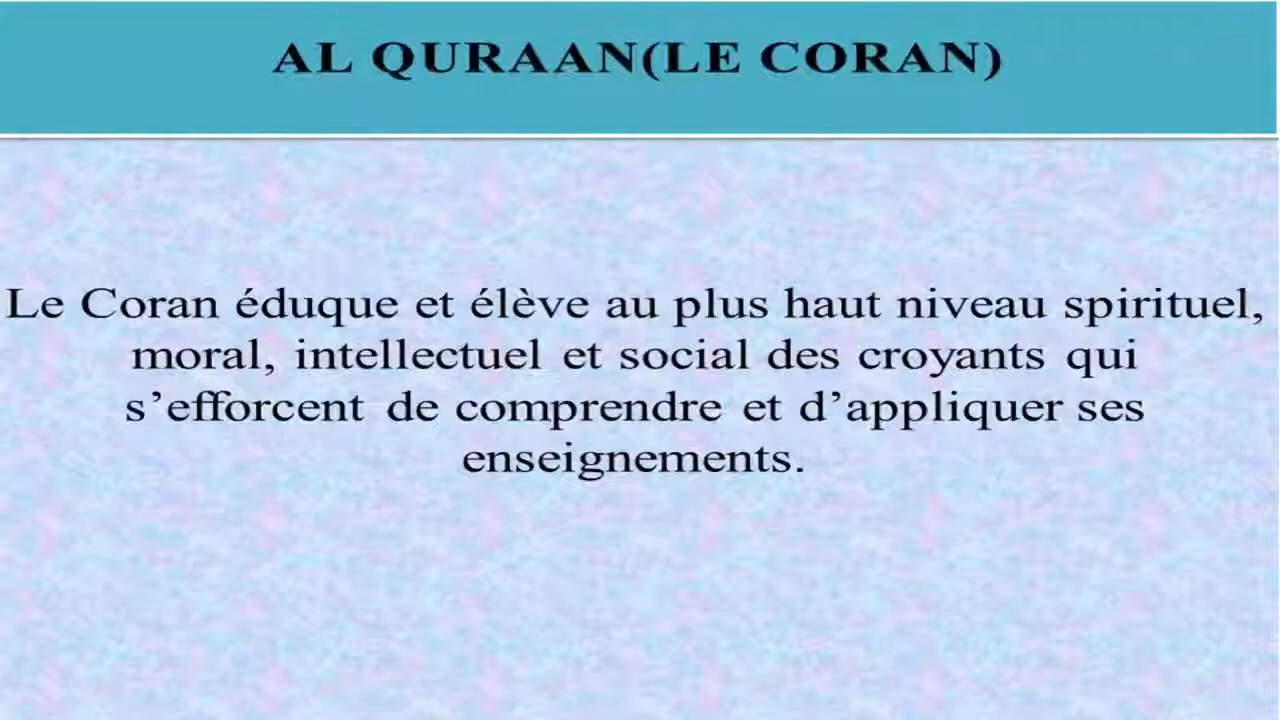 AL QURAAN(LE CORAN)
Le Coran éduque et élève au plus haut niveau spirituel,
moral, intellectuel et social des croyants qui
s’efforcent de comprendre et d’appliquer ses
enseignements.